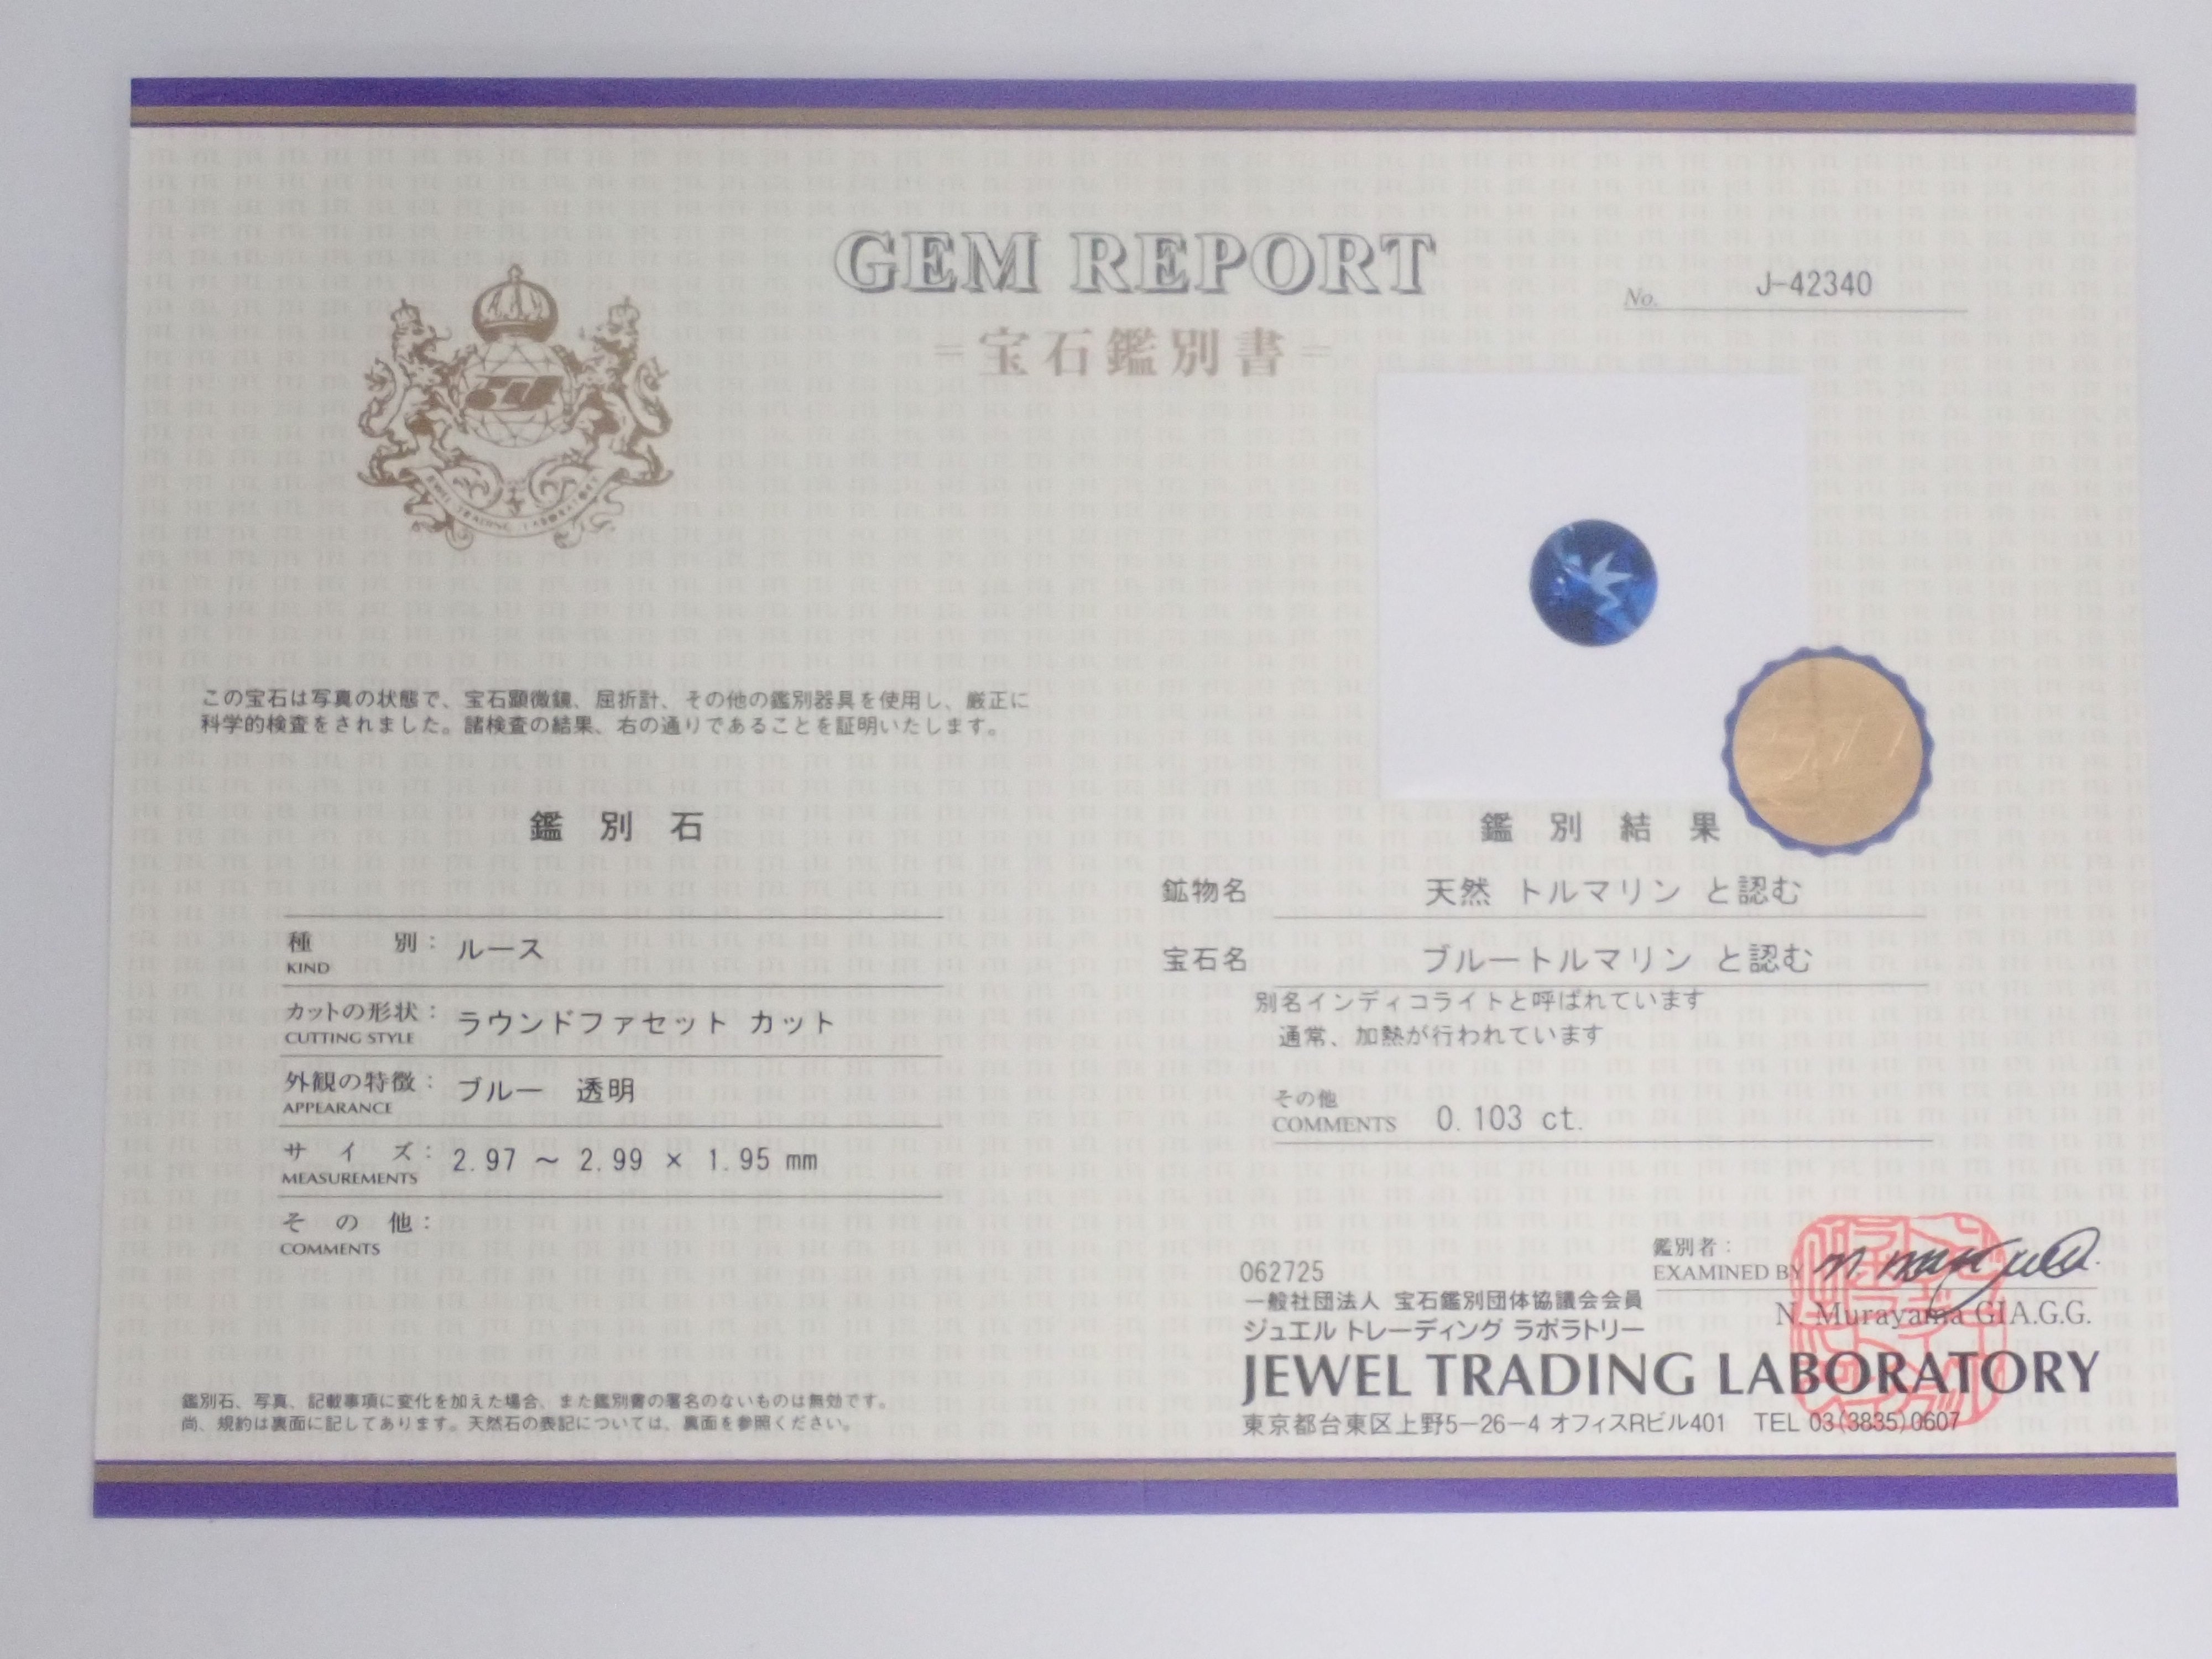 GEM REPORT
No. J-42340
=宝石鑑別書=
JEWEL TRADING LABORATORY
この宝石は写真の状態で、宝石顕微鏡、屈折計、その他の鑑別器具を使用し、厳正に
科学的検査をされました。諸検査の結果、右の通りであることを証明いたします。
鑑別石
種別: ルース
KIND
カットの形状: ラウンドファセット カット
CUTTING STYLE
外観の特徴: ブルー 透明
APPEARANCE
サイズ: 2.97 ~ 2.99 × 1.95 mm
MEASUREMENTS
その他:
COMMENTS
鑑別石、写真、記載事項に変化を加えた場合、また鑑別書の署名のないものは無効です。
尚、規約は裏面に記してあります。天然石の表記については、裏面を参照ください。
鑑別結果
鉱物名 天然 トルマリン と認む
宝石名 ブルートルマリン と認む
別名インディコライトと呼ばれています
通常、加熱が行われています
その他
COMMENTS 0.103 ct.
鑑別者:
EXAMINED BY
N. Murayama GIA.G.G.
062725
一般社団法人 宝石鑑別団体協議会会員
ジュエル トレーディング ラボラトリー
JEWEL TRADING LABORATORY
東京都台東区上野5-26-4 オフィスRビル401 TEL 03(3835)0607